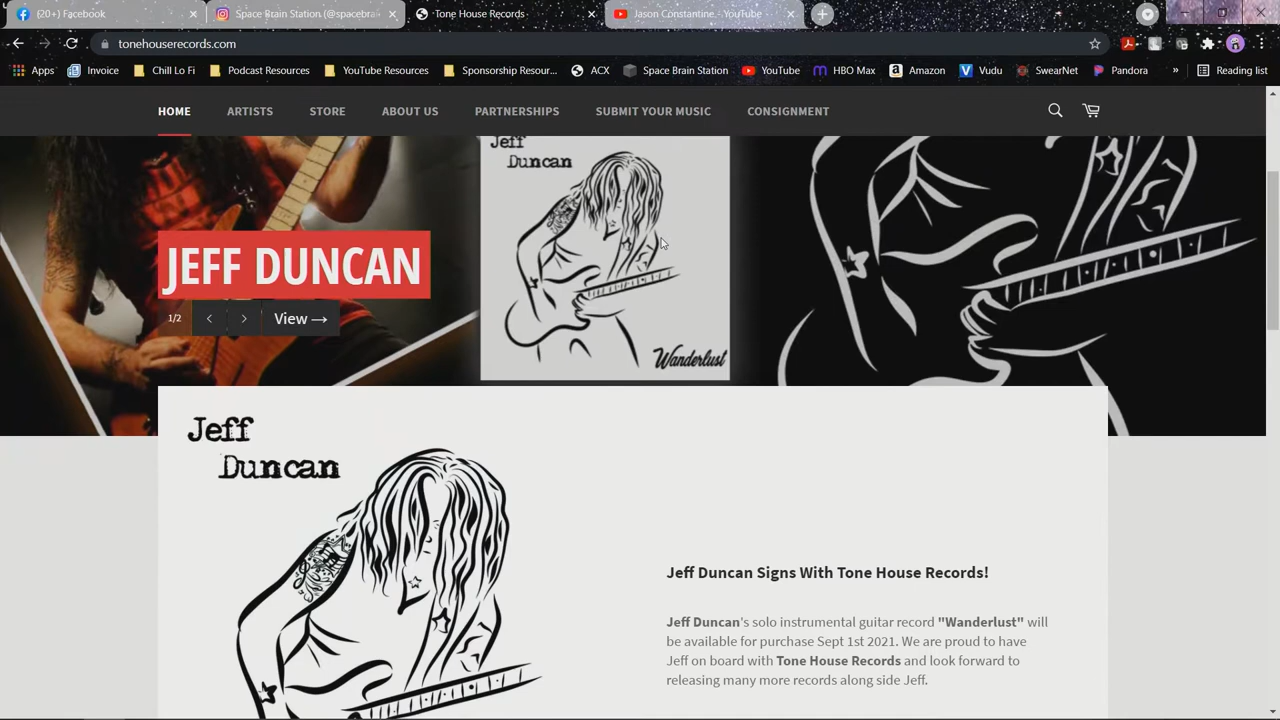 (20+) Facebook
Space Brain Station (@spacebrai
Tone House Records
Jason Constantine - YouTube
tonehouserecords.com
Apps
Invoice
Chill Lo Fi
Podcast Resources
YouTube Resources
Sponsorship Resour...
ACX
Space Brain Station
YouTube
HBO Max
Amazon
Vudu
SwearNet
Pandora
»
Reading list
HOME
ARTISTS
STORE
ABOUT US
PARTNERSHIPS
SUBMIT YOUR MUSIC
CONSIGNMENT
Jeff
Duncan
Wanderlust
JEFF DUNCAN
1/2
View →
Jeff
Duncan
Jeff Duncan Signs With Tone House Records!
Jeff Duncan's solo instrumental guitar record "Wanderlust" will
be available for purchase Sept 1st 2021. We are proud to have
Jeff on board with Tone House Records and look forward to
releasing many more records along side Jeff.